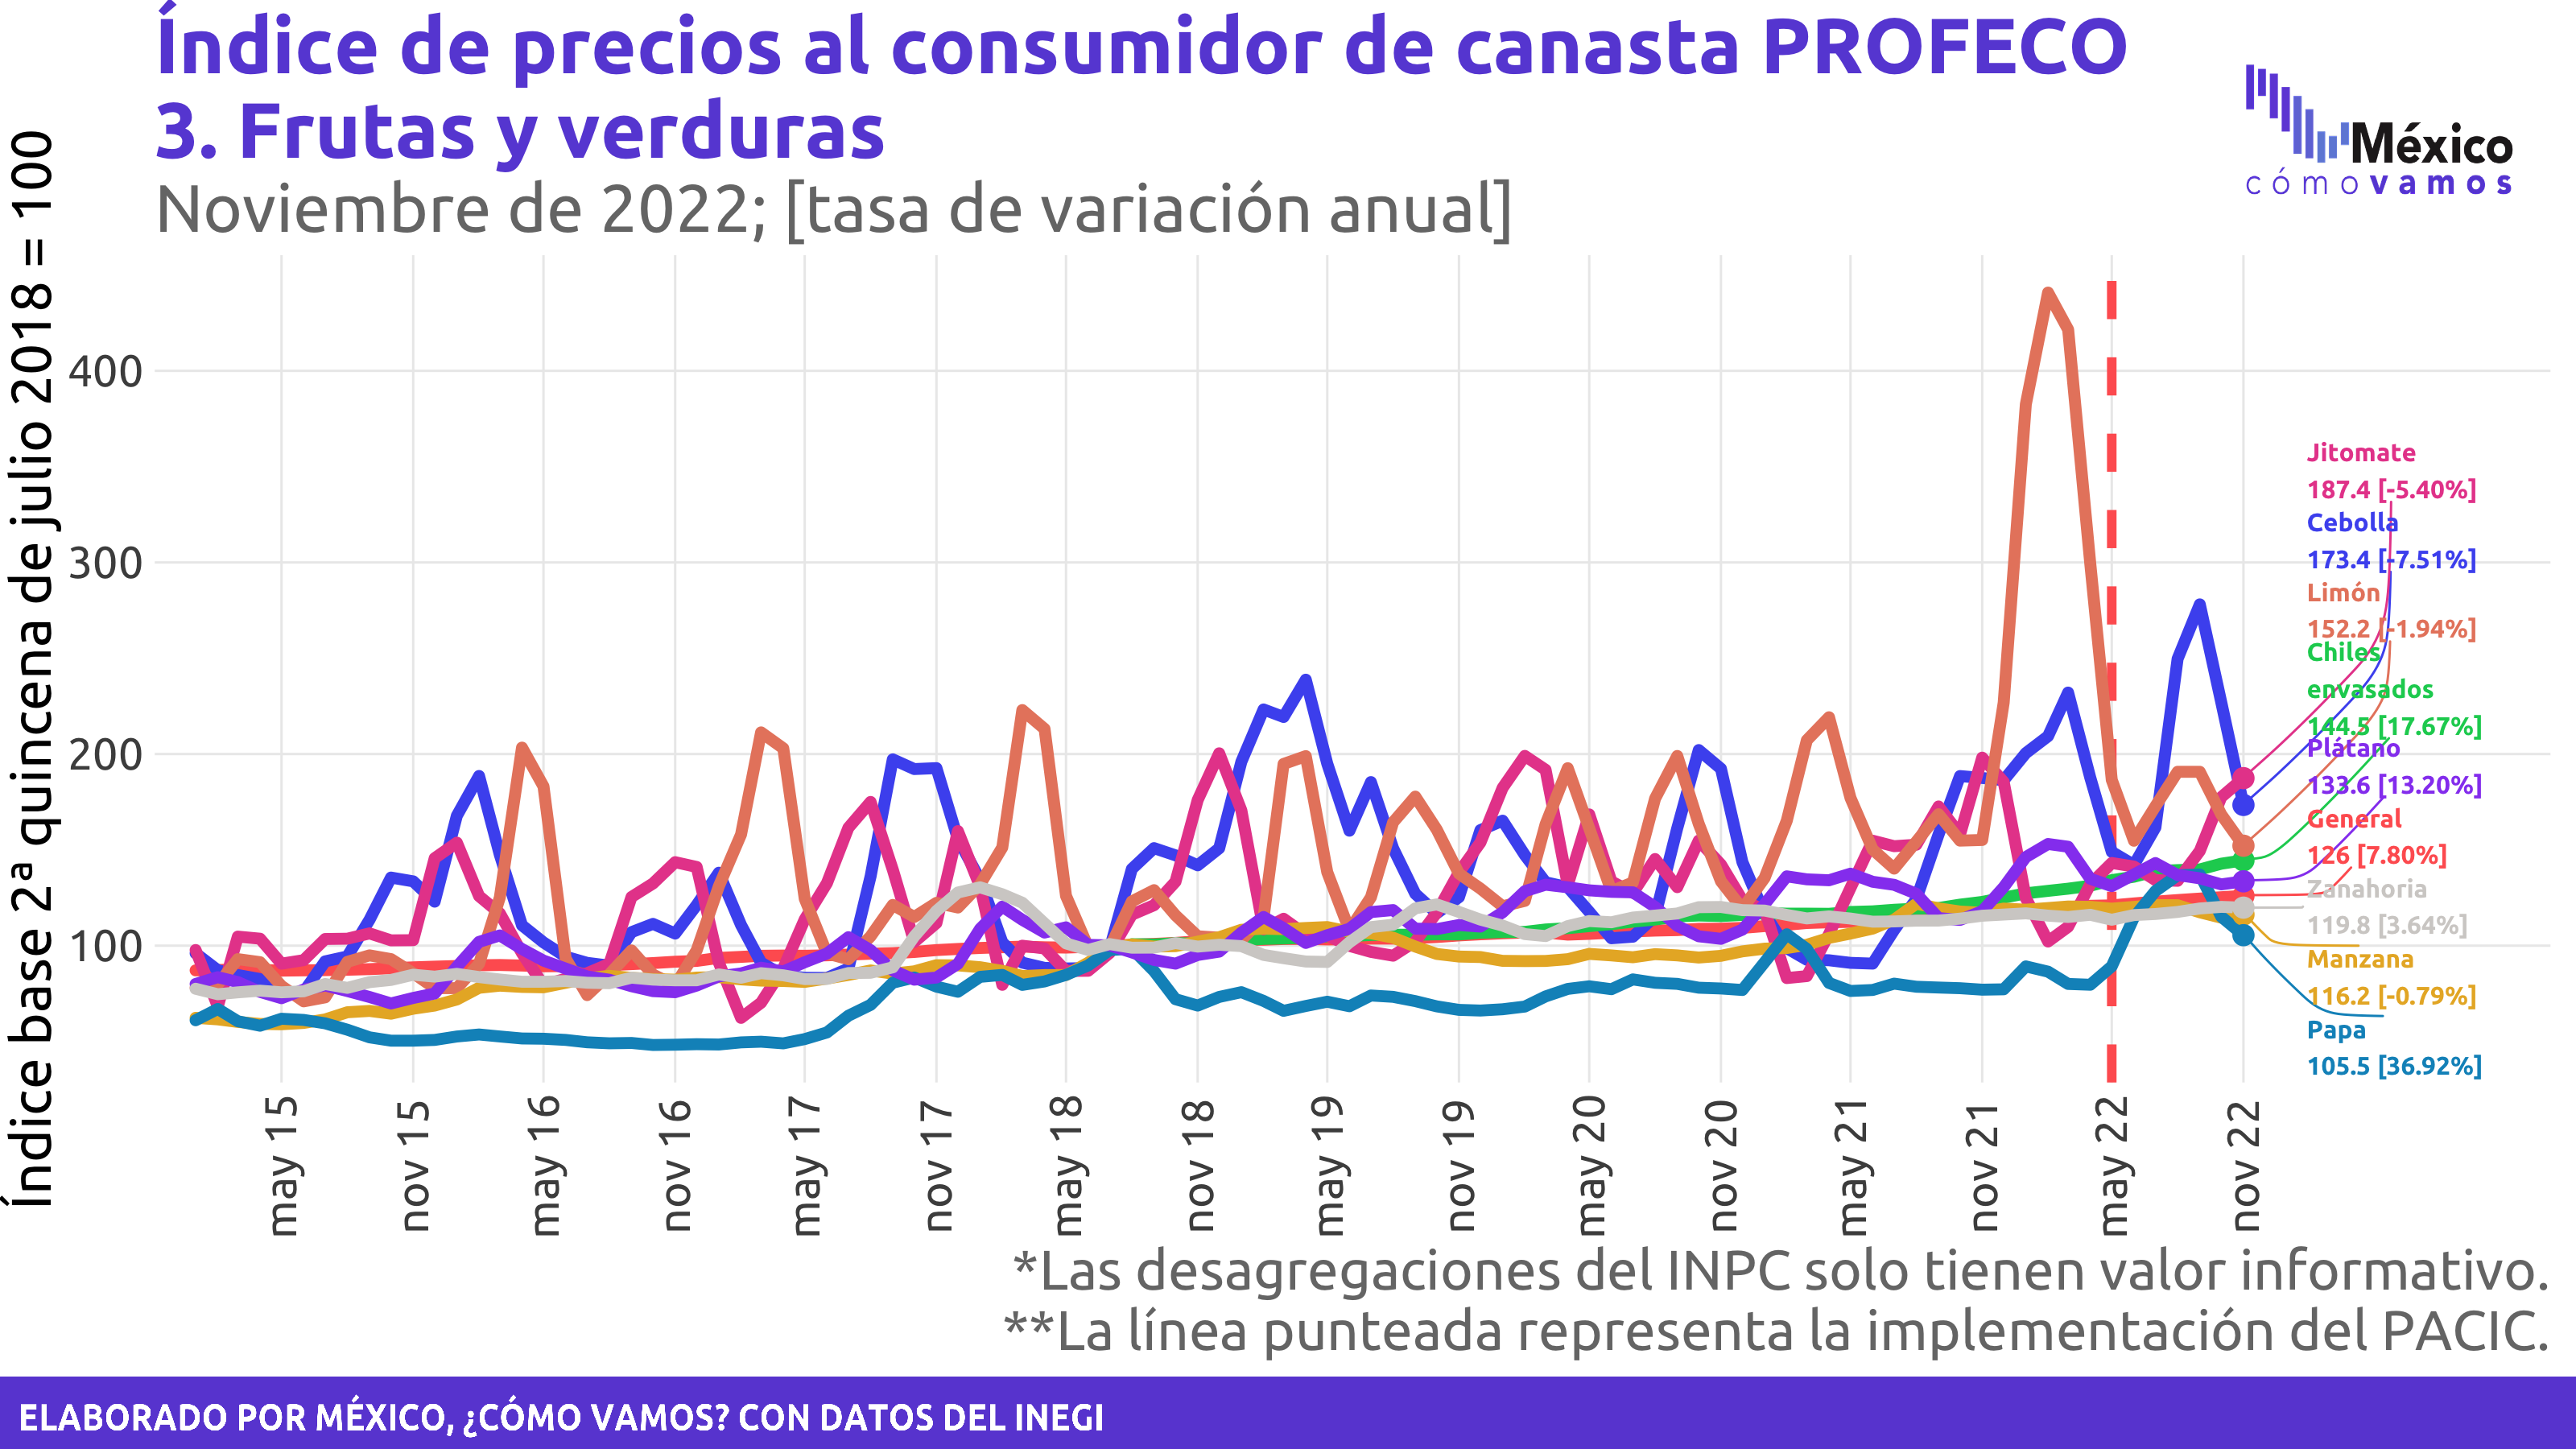 Índice de precios al consumidor de canasta PROFECO
3. Frutas y verduras
Noviembre de 2022; [tasa de variación anual]
México
cómo vamos
Índice base 2ª quincena de julio 2018 = 100
400
300
200
100
Jitomate
187.4 [-5.40%]
Cebolla
173.4 [-7.51%]
Limón
152.2 [-1.94%]
Chiles
envasados
144.5 [17.67%]
Plátano
133.6 [13.20%]
General
126 [7.80%]
Zanahoria
119.8 [3.64%]
Manzana
116.2 [-0.79%]
Papa
105.5 [36.92%]
may 15
nov 15
may 16
nov 16
may 17
nov 17
may 18
nov 18
may 19
nov 19
may 20
nov 20
may 21
nov 21
may 22
nov 22
*Las desagregaciones del INPC solo tienen valor informativo.
**La línea punteada representa la implementación del PACIC.
ELABORADO POR MÉXICO, ¿CÓMO VAMOS? CON DATOS DEL INEGI